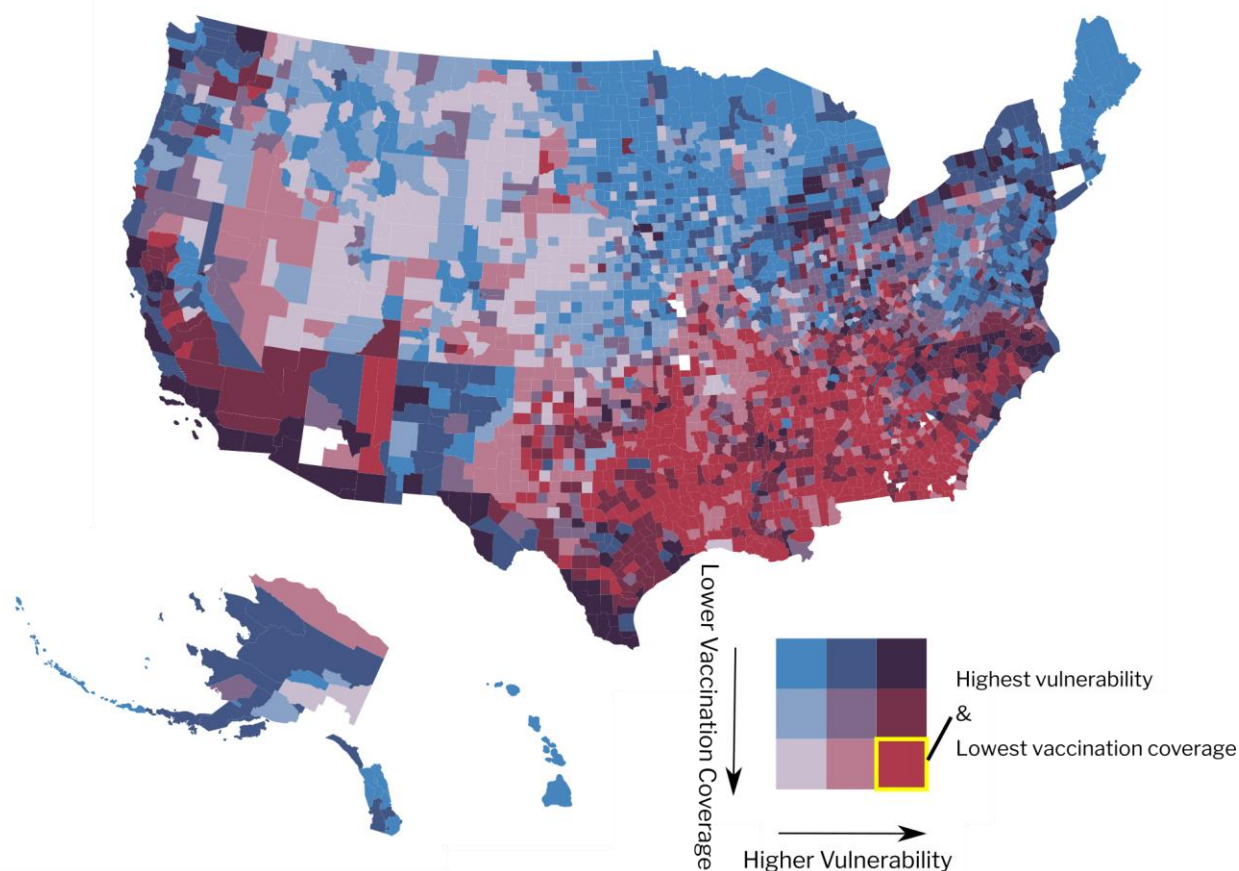 Lower Vaccination Coverage
Highest vulnerability
&
Lowest vaccination coverage
Higher Vulnerability